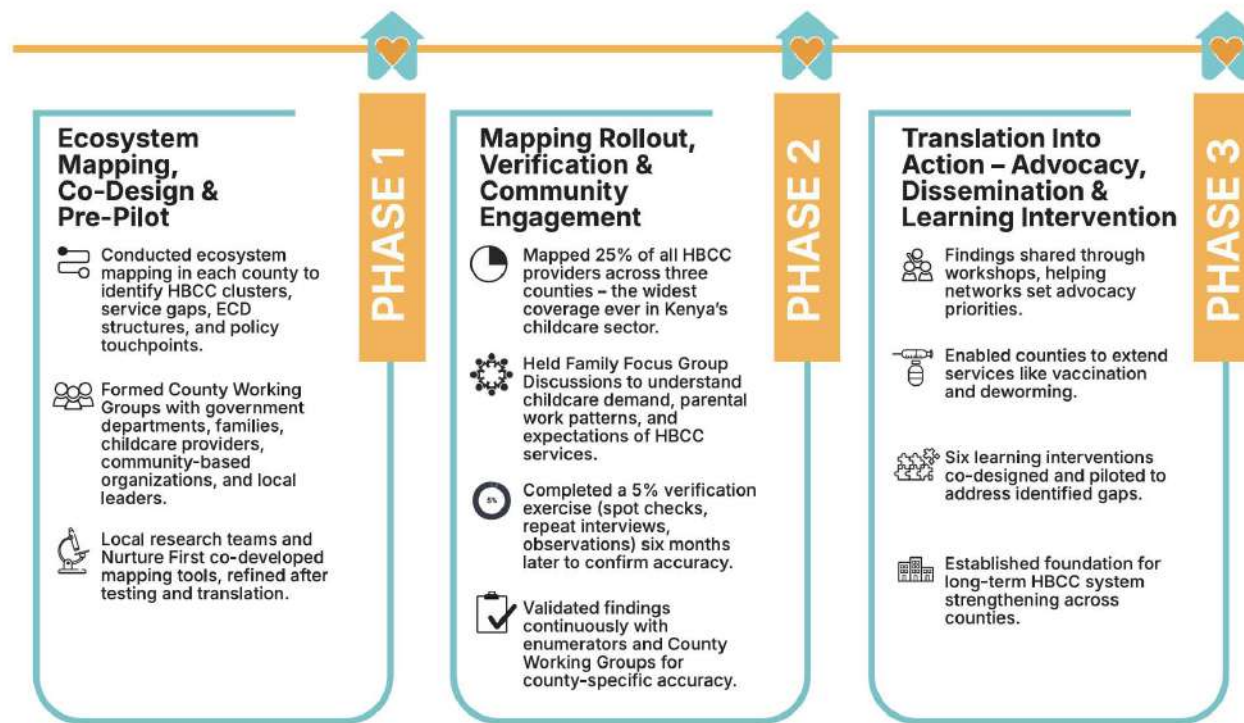 Ecosystem
Mapping,
Co-Design &
Pre-Pilot
Conducted ecosystem
mapping in each county to
identify HBCC clusters,
service gaps, ECD
structures, and policy
touchpoints.
Formed County Working
Groups with government
departments, families,
childcare providers,
community-based
organizations, and local
leaders.
Local research teams and
Nurture First co-developed
mapping tools, refined after
testing and translation.
PHASE 1
Mapping Rollout,
Verification &
Community
Engagement
Mapped 25% of all HBCC
providers across three
counties – the widest
coverage ever in Kenya's
childcare sector.
Held Family Focus Group
Discussions to understand
childcare demand, parental
work patterns, and
expectations of HBCC
services.
5%
Completed a 5% verification
exercise (spot checks,
repeat interviews,
observations) six months
later to confirm accuracy.
Validated findings
continuously with
enumerators and County
Working Groups for
county-specific accuracy.
PHASE 2
Translation Into
Action – Advocacy,
Dissemination &
Learning Intervention
Findings shared through
workshops, helping
networks set advocacy
priorities.
Enabled counties to extend
services like vaccination
and deworming.
Six learning interventions
co-designed and piloted to
address identified gaps.
Established foundation for
long-term HBCC system
strengthening across
counties.
PHASE 3